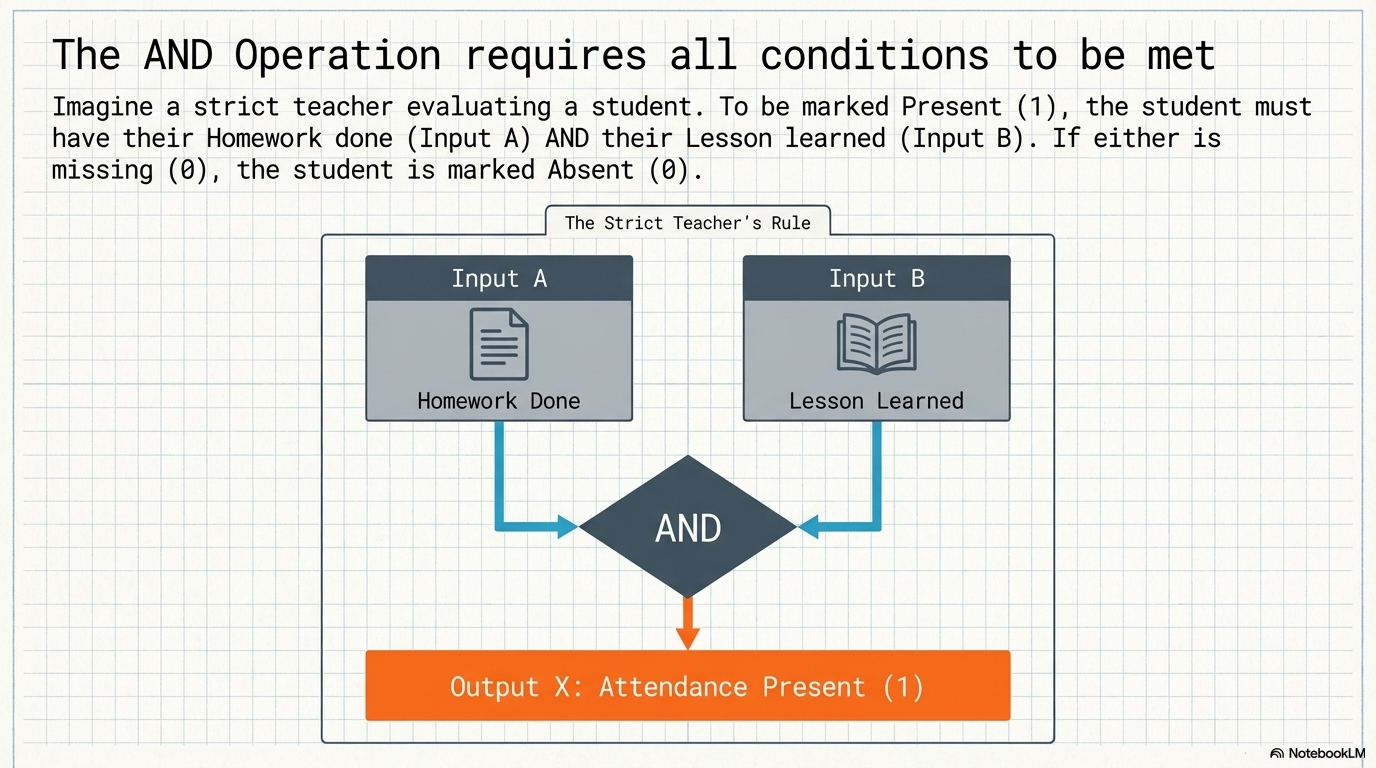 The AND Operation requires all conditions to be met
Imagine a strict teacher evaluating a student. To be marked Present (1), the student must
have their Homework done (Input A) AND their Lesson learned (Input B). If either is
missing (0), the student is marked Absent (0).
The Strict Teacher's Rule
Input A
Input B
Homework Done
Lesson Learned
AND
Output X: Attendance Present (1)
NotebookLM